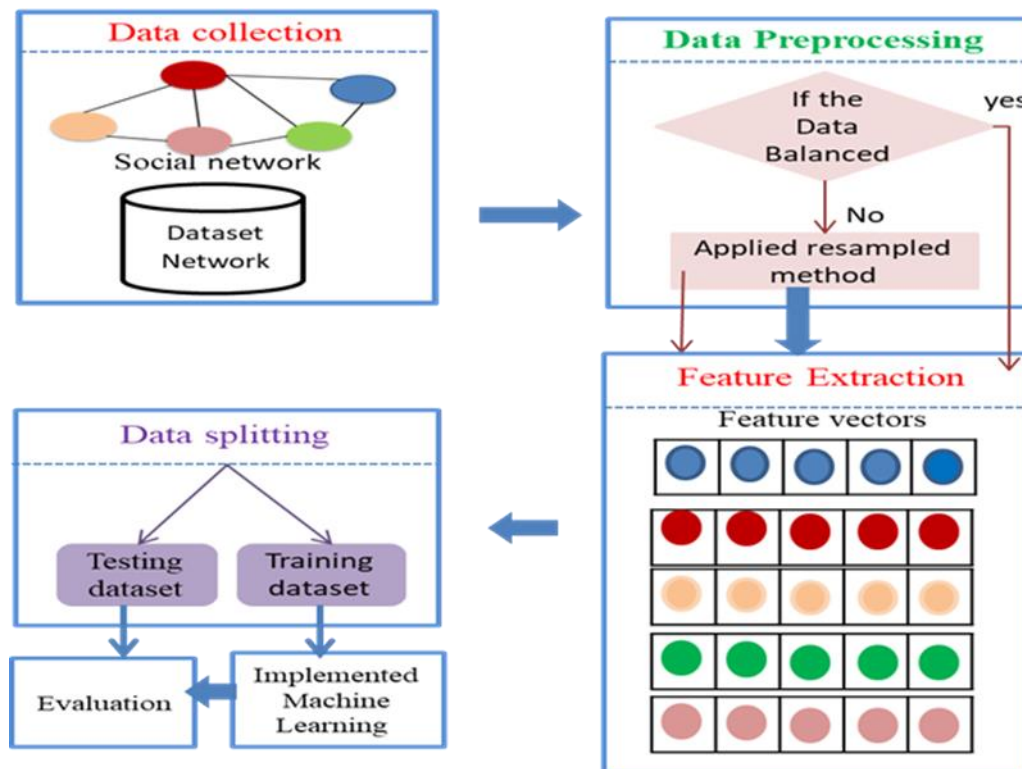 Data collection
Social network
Dataset
Network
Data Preprocessing
If the
Data
Balanced
yes
No
Applied resampled
method
Feature Extraction
Feature vectors
Data splitting
Testing
dataset
Training
dataset
Evaluation
Implemented
Machine
Learning